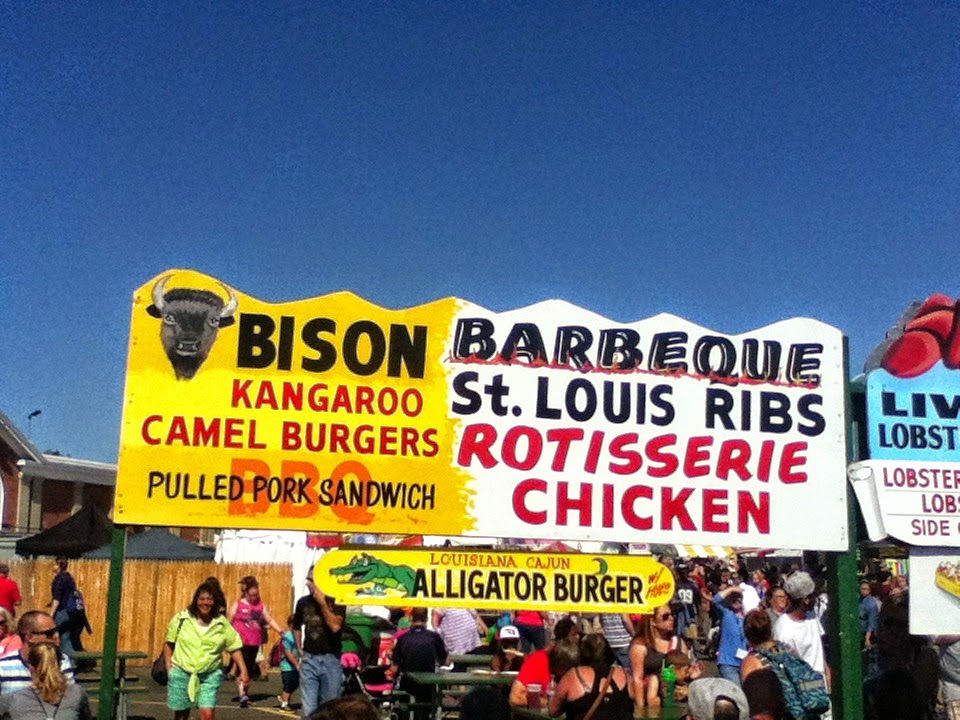 BISON
KANGAROO
CAMEL BURGERS
BBQ
PULLED PORK SANDWICH
BARBEQUE
St. LOUIS RIBS
ROTISSERIE
CHICKEN
LOUISIANA CAJUN
ALLIGATOR BURGER
LIV
LOBST
LOBSTER
LOBS
SIDE